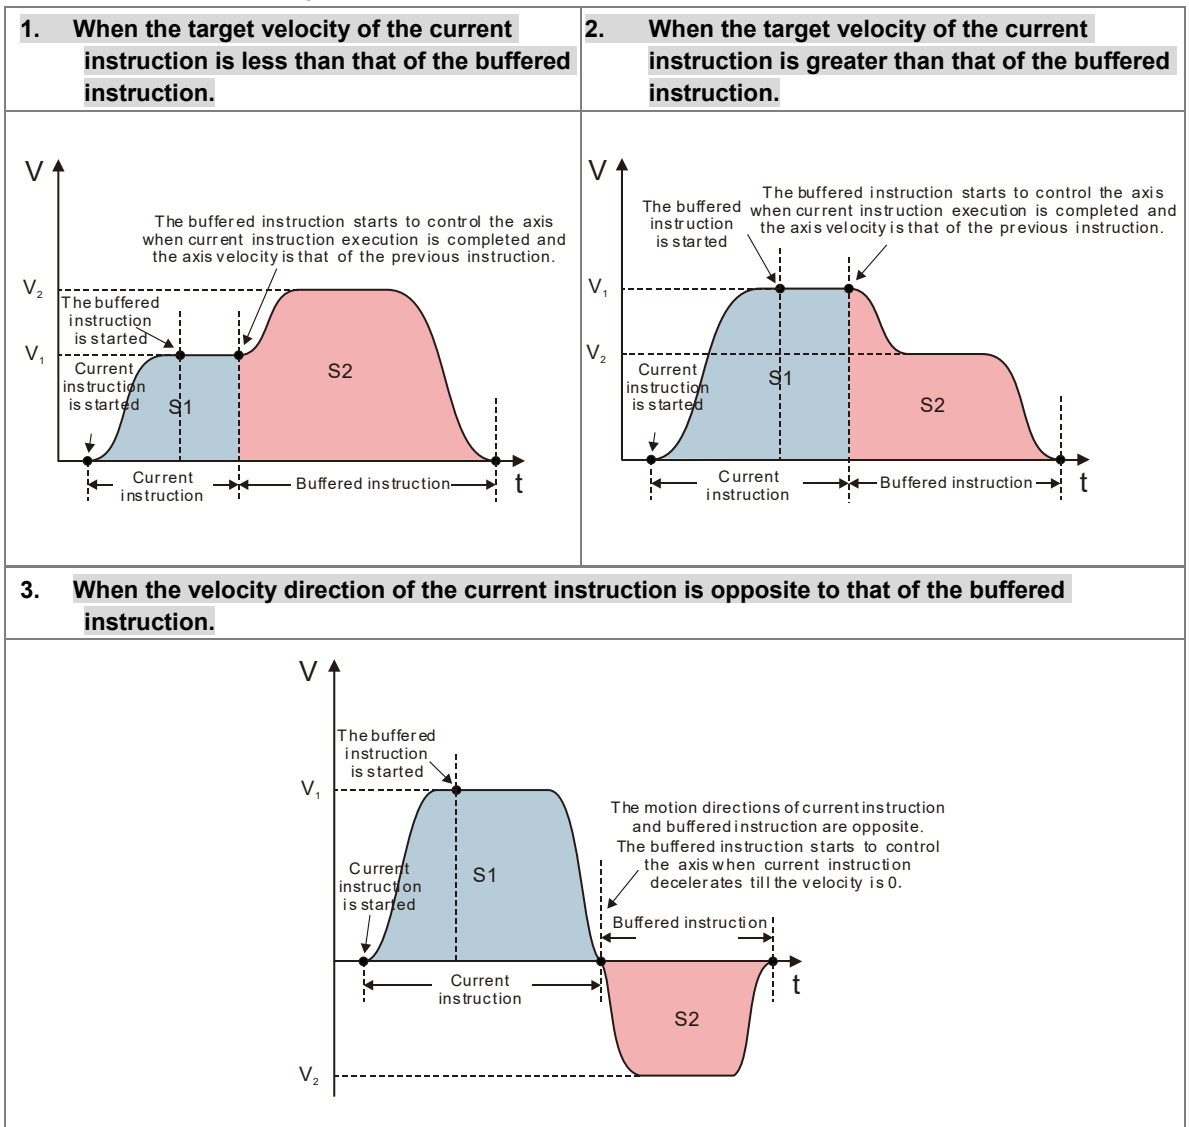 1. When the target velocity of the current
instruction is less than that of the buffered
instruction.
2. When the target velocity of the current
instruction is greater than that of the buffered
instruction.
V
The buffered instruction starts to control the axis
when current instruction execution is completed and
the axis velocity is that of the previous instruction.
V2
The buffered
instruction
is started
V1
Current
instruction
is started
S1
S2
Current
instruction
Buffered instruction
t
V
The buffered
instruction
is started
The buffered instruction starts to control the axis
when current instruction execution is completed and
the axis velocity is that of the previous instruction.
V1
V2
Current
instruction
is started
S1
S2
Current
instruction
Buffered instruction
t
3. When the velocity direction of the current instruction is opposite to that of the buffered
instruction.
V
The buffered
instruction
is started
V1
The motion directions of current instruction
and buffered instruction are opposite.
The buffered instruction starts to control
the axis when current instruction
decelerates till the velocity is 0.
Current
instruction
is started
S1
Buffered instruction
Current
instruction
t
S2
V2